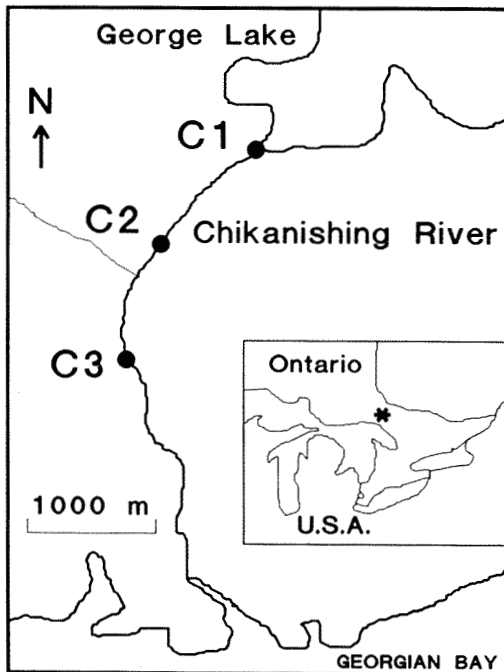 George Lake
N
C1
C2
Chikanishing River
C3
Ontario
1000 m
U.S.A.
GEORGIAN BAY